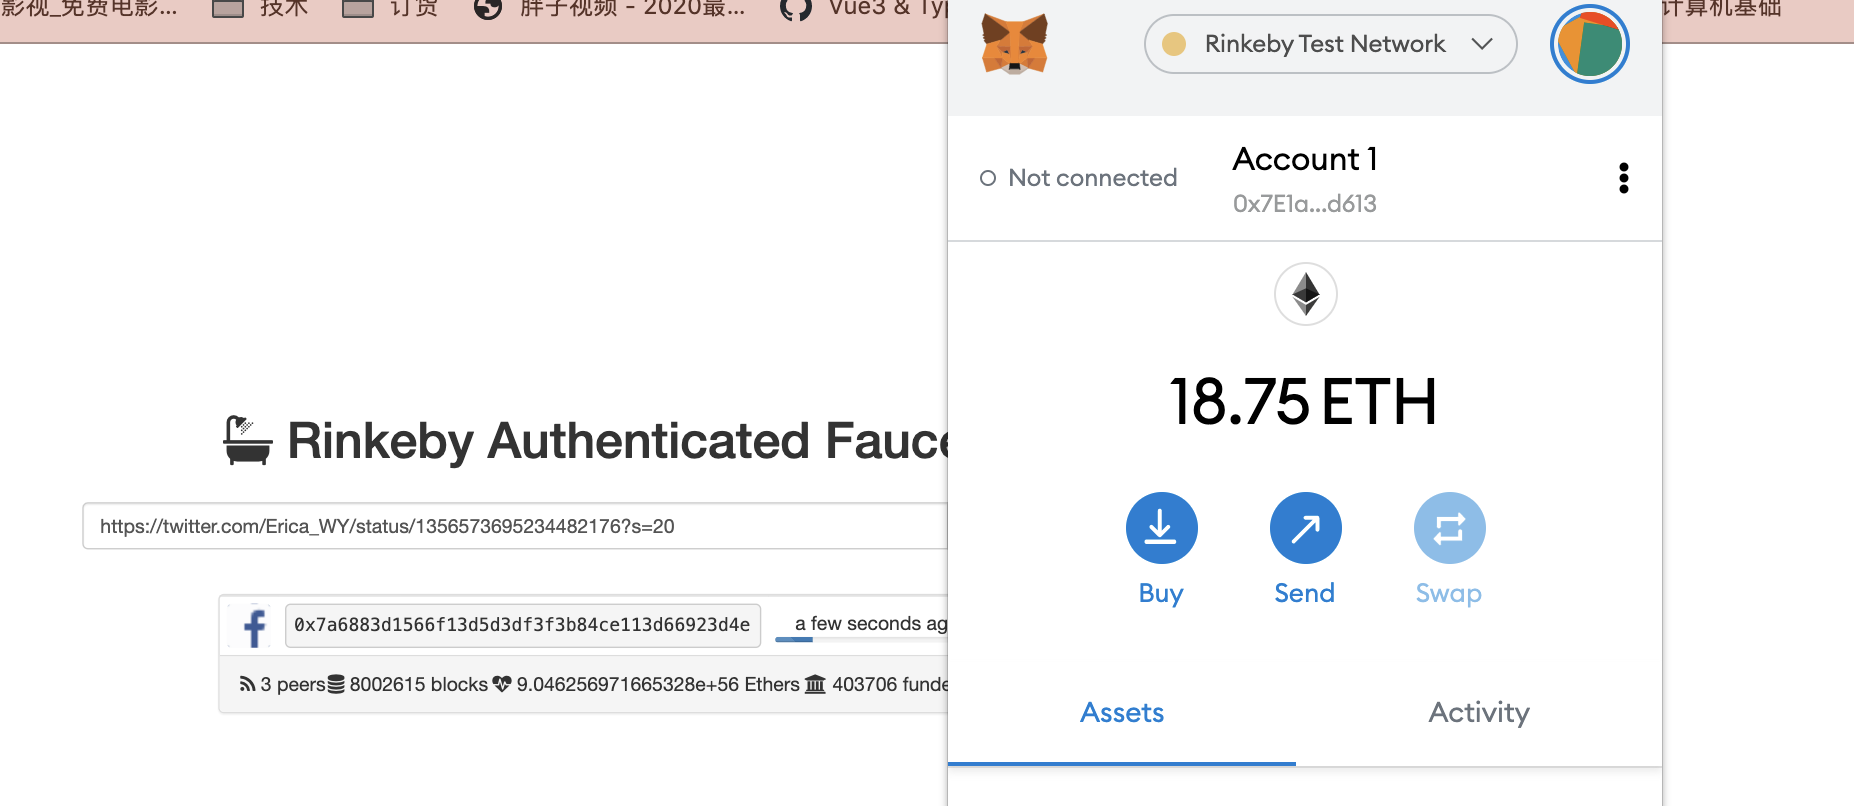 影视_免费电影...
技术
订货
胖子视频 - 2020最...
Vue3 & Typ
计算机基础
Rinkeby Authenticated Fauce
https://twitter.com/Erica_WY/status/1356573695234482176?s=20
0x7a6883d1566f13d5d3df3f3b84ce113d66923d4e
a few seconds ag
3 peers 8002615 blocks 9.046256971665328e+56 Ethers 403706 funde
Rinkeby Test Network
Not connected
Account 1
0x7E1a...d613
18.75 ETH
Buy
Send
Swap
Assets
Activity